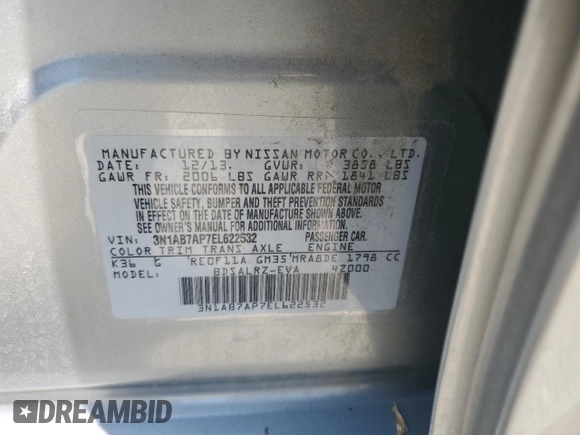 MANUFACTURED BY NISSAN MOTOR CO., LTD.
DATE: 12/13. GVWR: 3858 LBS
GAWR FR: 2006 LBS GAWR RR: 1841 LBS
THIS VEHICLE CONFORMS TO ALL APPLICABLE FEDERAL MOTOR
VEHICLE SAFETY, BUMPER AND THEFT PREVENTION STANDARDS
IN EFFECT ON THE DATE OF MANUFACTURE SHOWN ABOVE.
SEE OWNER'S MANUAL FOR ADDITIONAL INFORMATION.
VIN: 3N1AB7AP7EL622532 PASSENGER CAR.
COLOR TRIM TRANS AXLE ENGINE
K36 G RE0F11A GM35 MRA8DE 1798 CC
MODEL: BDSALRZ-EVA 4Z000
3N1AB7AP7EL622532
DREAMBID